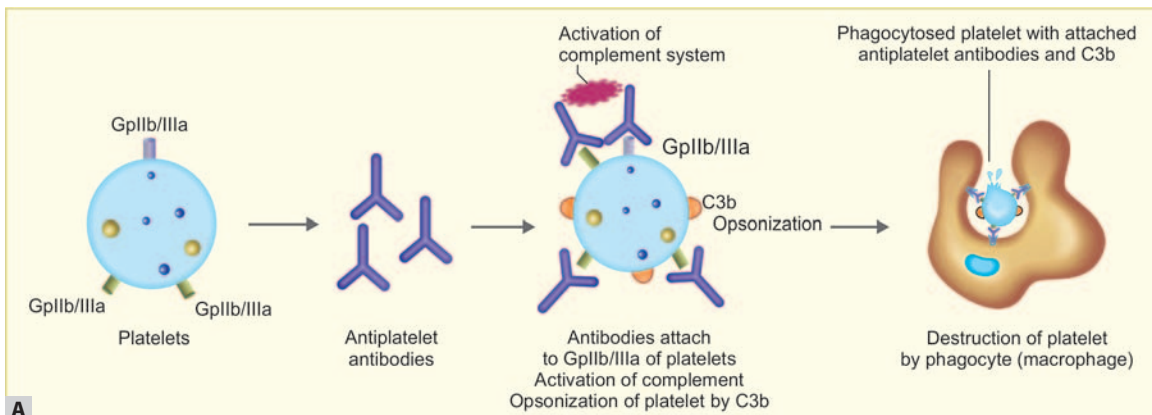 GpIIb/IIIa
GpIIb/IIIa
GpIIb/IIIa
Platelets
Antiplatelet
antibodies
Activation of
complement system
GpIIb/IIIa
C3b
Opsonization
Antibodies attach
to GpIIb/IIIa of platelets
Activation of complement
Opsonization of platelet by C3b
Phagocytosed platelet with attached
antiplatelet antibodies and C3b
Destruction of platelet
by phagocyte (macrophage)
A